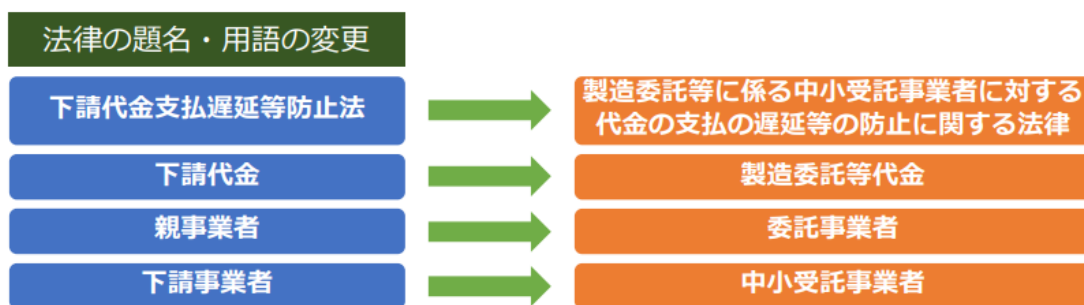 法律の題名・用語の変更
下請代金支払遅延等防止法
製造委託等に係る中小受託事業者に対する
代金の支払の遅延等の防止に関する法律
下請代金
製造委託等代金
親事業者
委託事業者
下請事業者
中小受託事業者